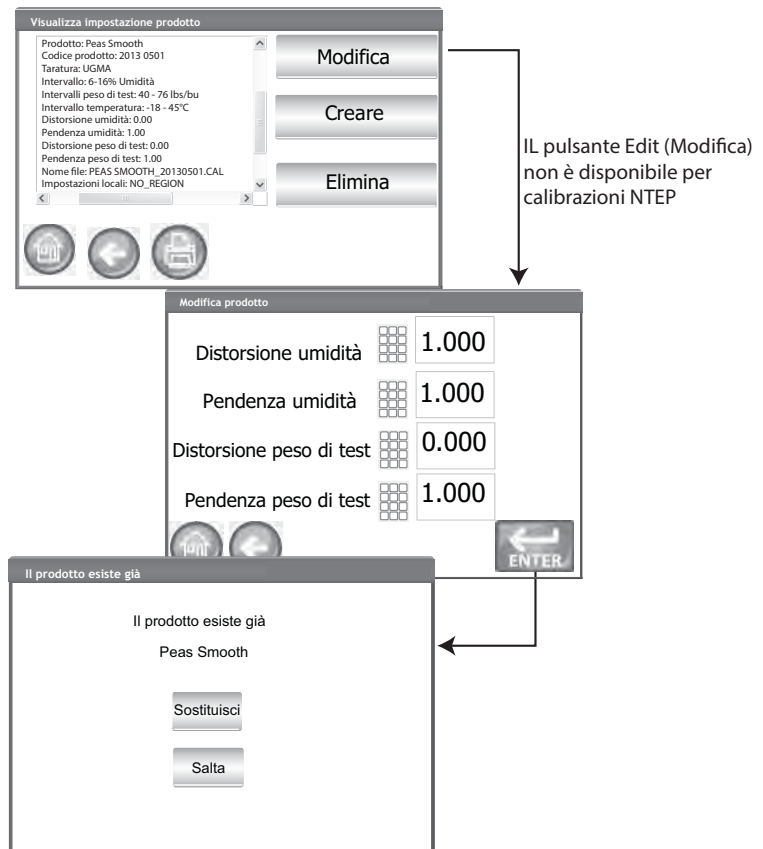 Visualizza impostazione prodotto
Prodotto: Peas Smooth
Codice prodotto: 2013 0501
Taratura: UGMA
Intervallo: 6-16% Umidità
Intervalli peso di test: 40 - 76 lbs/bu
Intervallo temperatura: -18 - 45°C
Distorsione umidità: 0.00
Pendenza umidità: 1.00
Distorsione peso di test: 0.00
Pendenza peso di test: 1.00
Nome file: PEAS SMOOTH_20130501.CAL
Impostazioni locali: NO_REGION
Modifica
Creare
Elimina
IL pulsante Edit (Modifica)
non è disponibile per
calibrazioni NTEP
Modifica prodotto
Distorsione umidità 1.000
Pendenza umidità 1.000
Distorsione peso di test 0.000
Pendenza peso di test 1.000
ENTER
Il prodotto esiste già
Il prodotto esiste già
Peas Smooth
Sostituisci
Salta